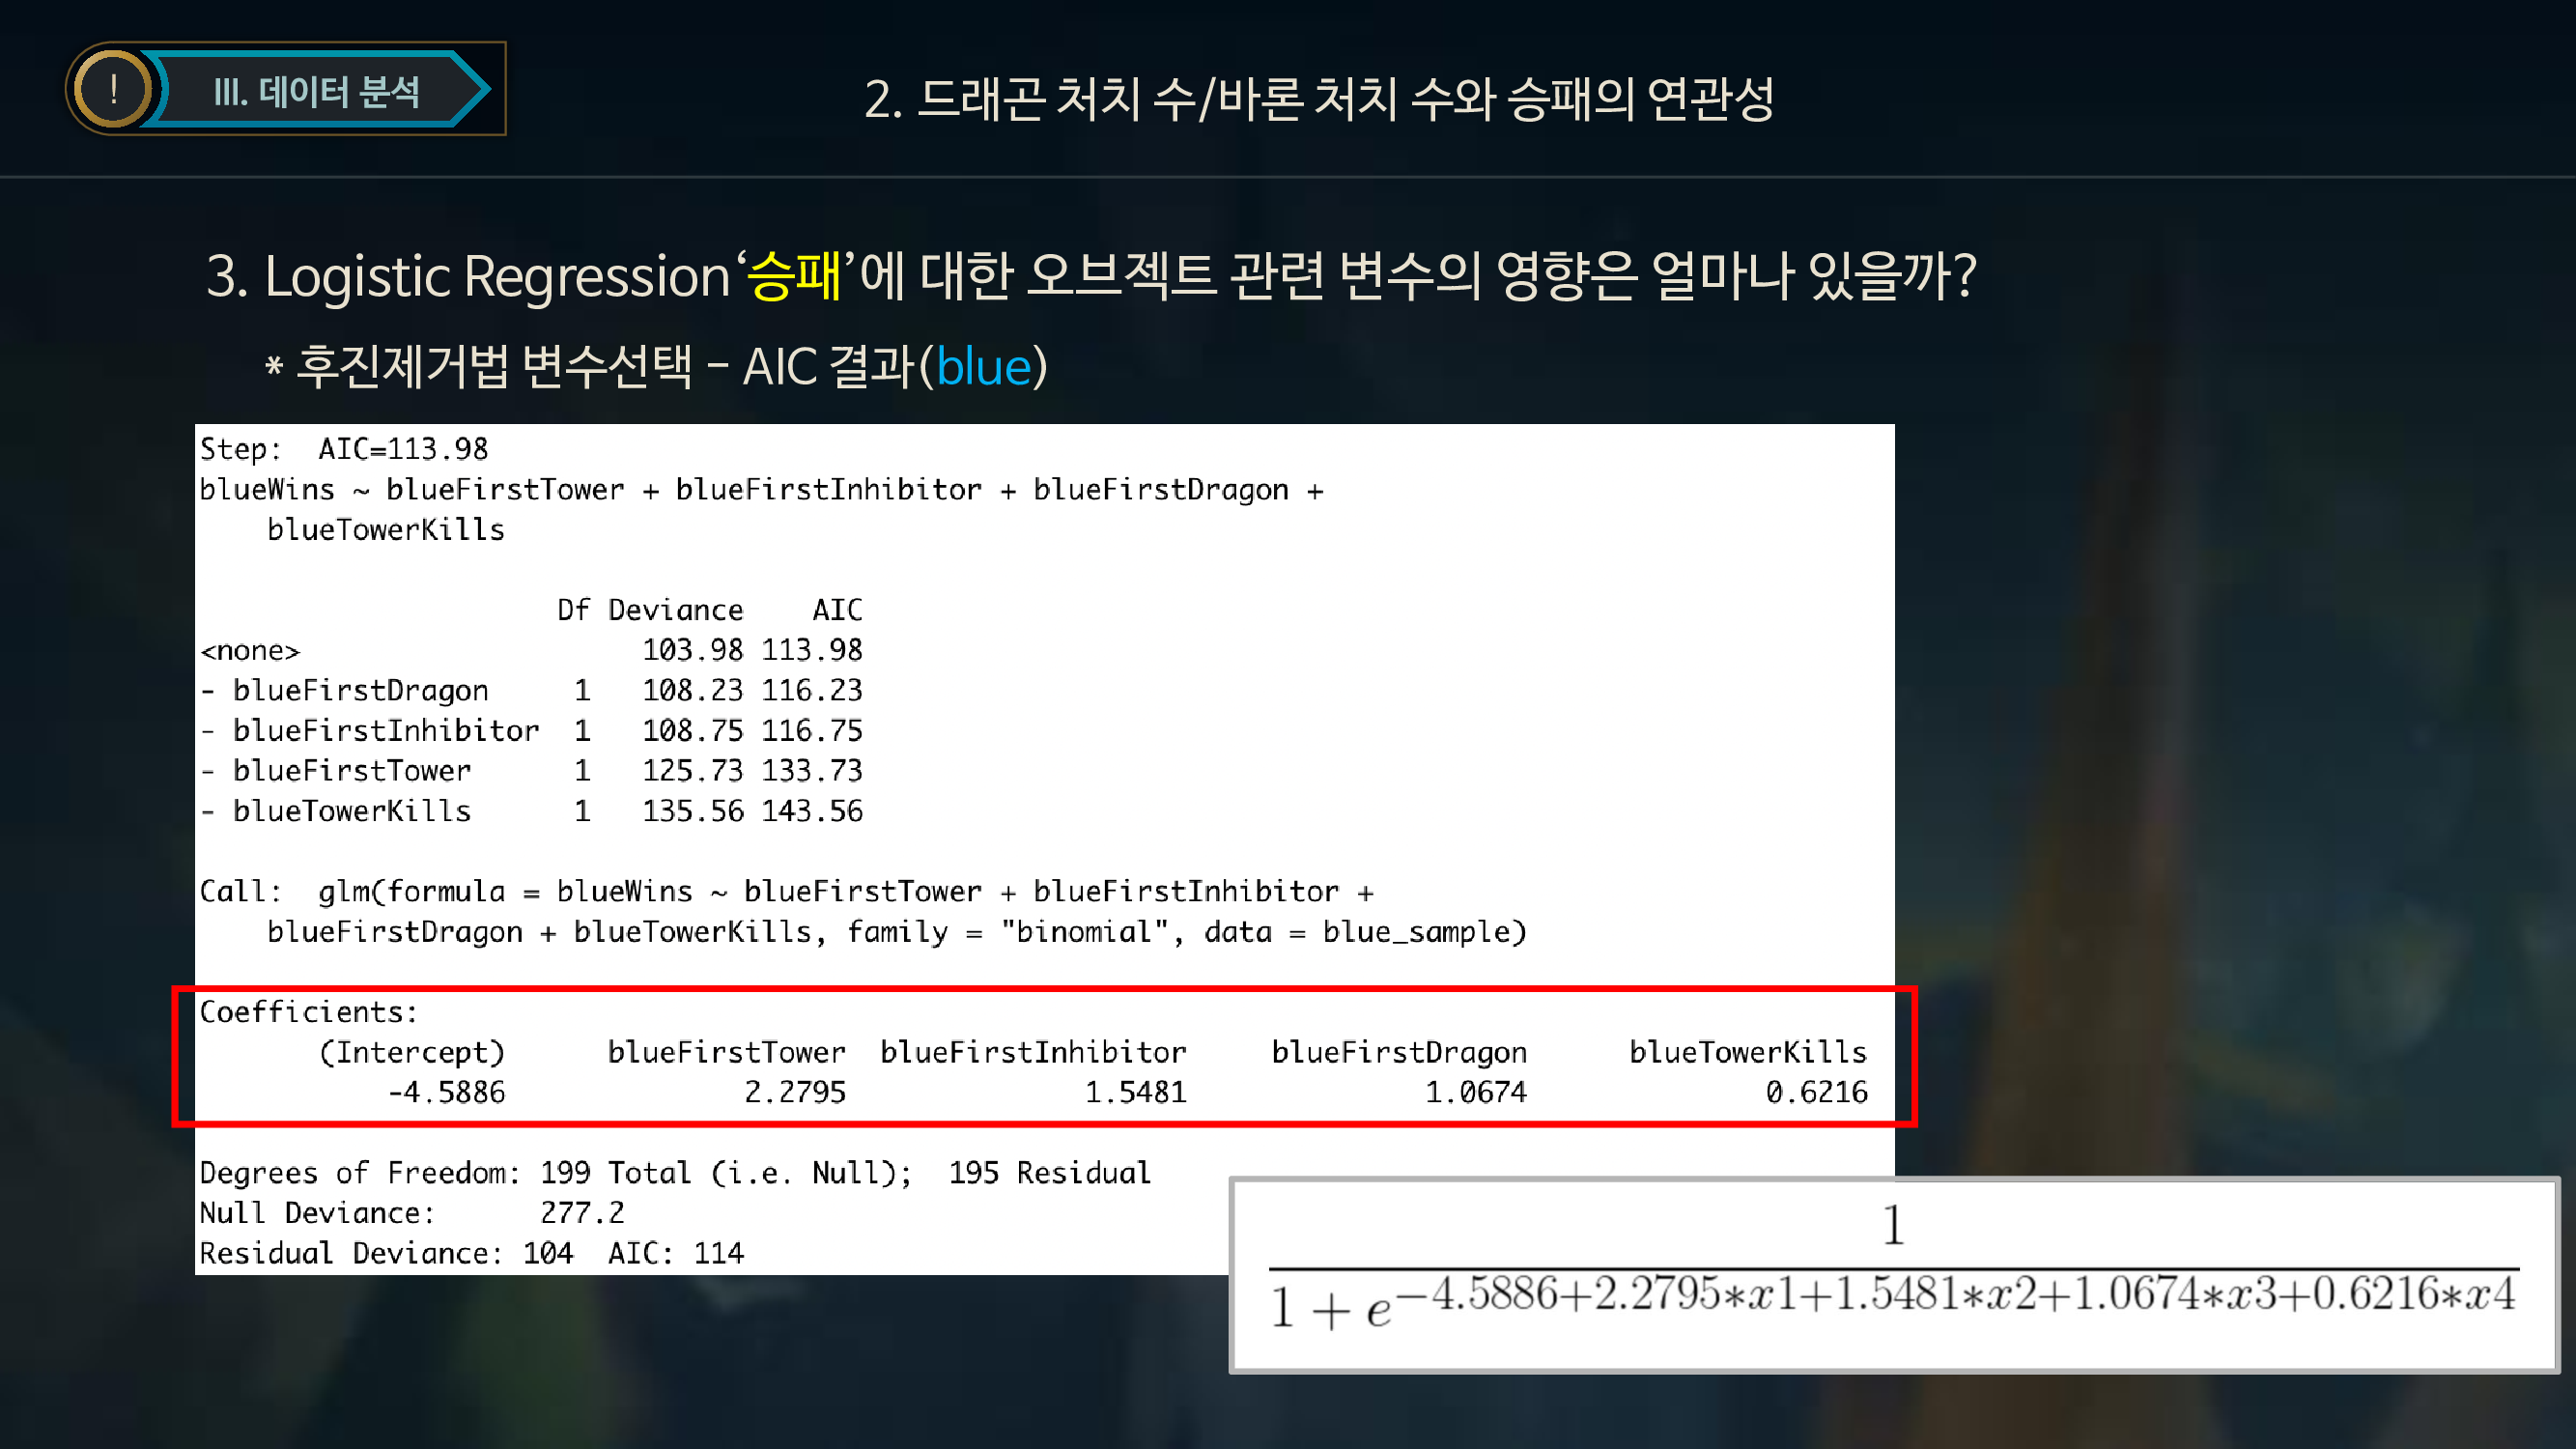 !
III. 데이터 분석
2. 드래곤 처치 수/바론 처치 수와 승패의 연관성
3. Logistic Regression ‘승패’에 대한 오브젝트 관련 변수의 영향은 얼마나 있을까?
* 후진제거법 변수선택 – AIC 결과(blue)
Step:  AIC=113.98
blueWins ~ blueFirstTower + blueFirstInhibitor + blueFirstDragon +
    blueTowerKills
Df Deviance    AIC
<none>                    103.98 113.98
- blueFirstDragon     1   108.23 116.23
- blueFirstInhibitor  1   108.75 116.75
- blueFirstTower      1   125.73 133.73
- blueTowerKills      1   135.56 143.56
Call:  glm(formula = blueWins ~ blueFirstTower + blueFirstInhibitor +
    blueFirstDragon + blueTowerKills, family = "binomial", data = blue_sample)
Coefficients:
(Intercept)      blueFirstTower  blueFirstInhibitor     blueFirstDragon      blueTowerKills
-4.5886              2.2795              1.5481              1.0674              0.6216
Degrees of Freedom: 199 Total (i.e. Null);  195 Residual
Null Deviance:      277.2
Residual Deviance: 104  AIC: 114
1
1 + e^−4.5886+2.2795*x1+1.5481*x2+1.0674*x3+0.6216*x4